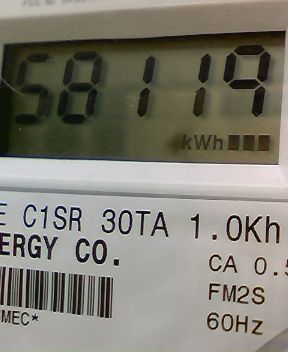 58119
kWh
E C1SR 30TA 1.0Kh
ERGY CO.
CA 0.5
FM2S
MEC*
60Hz